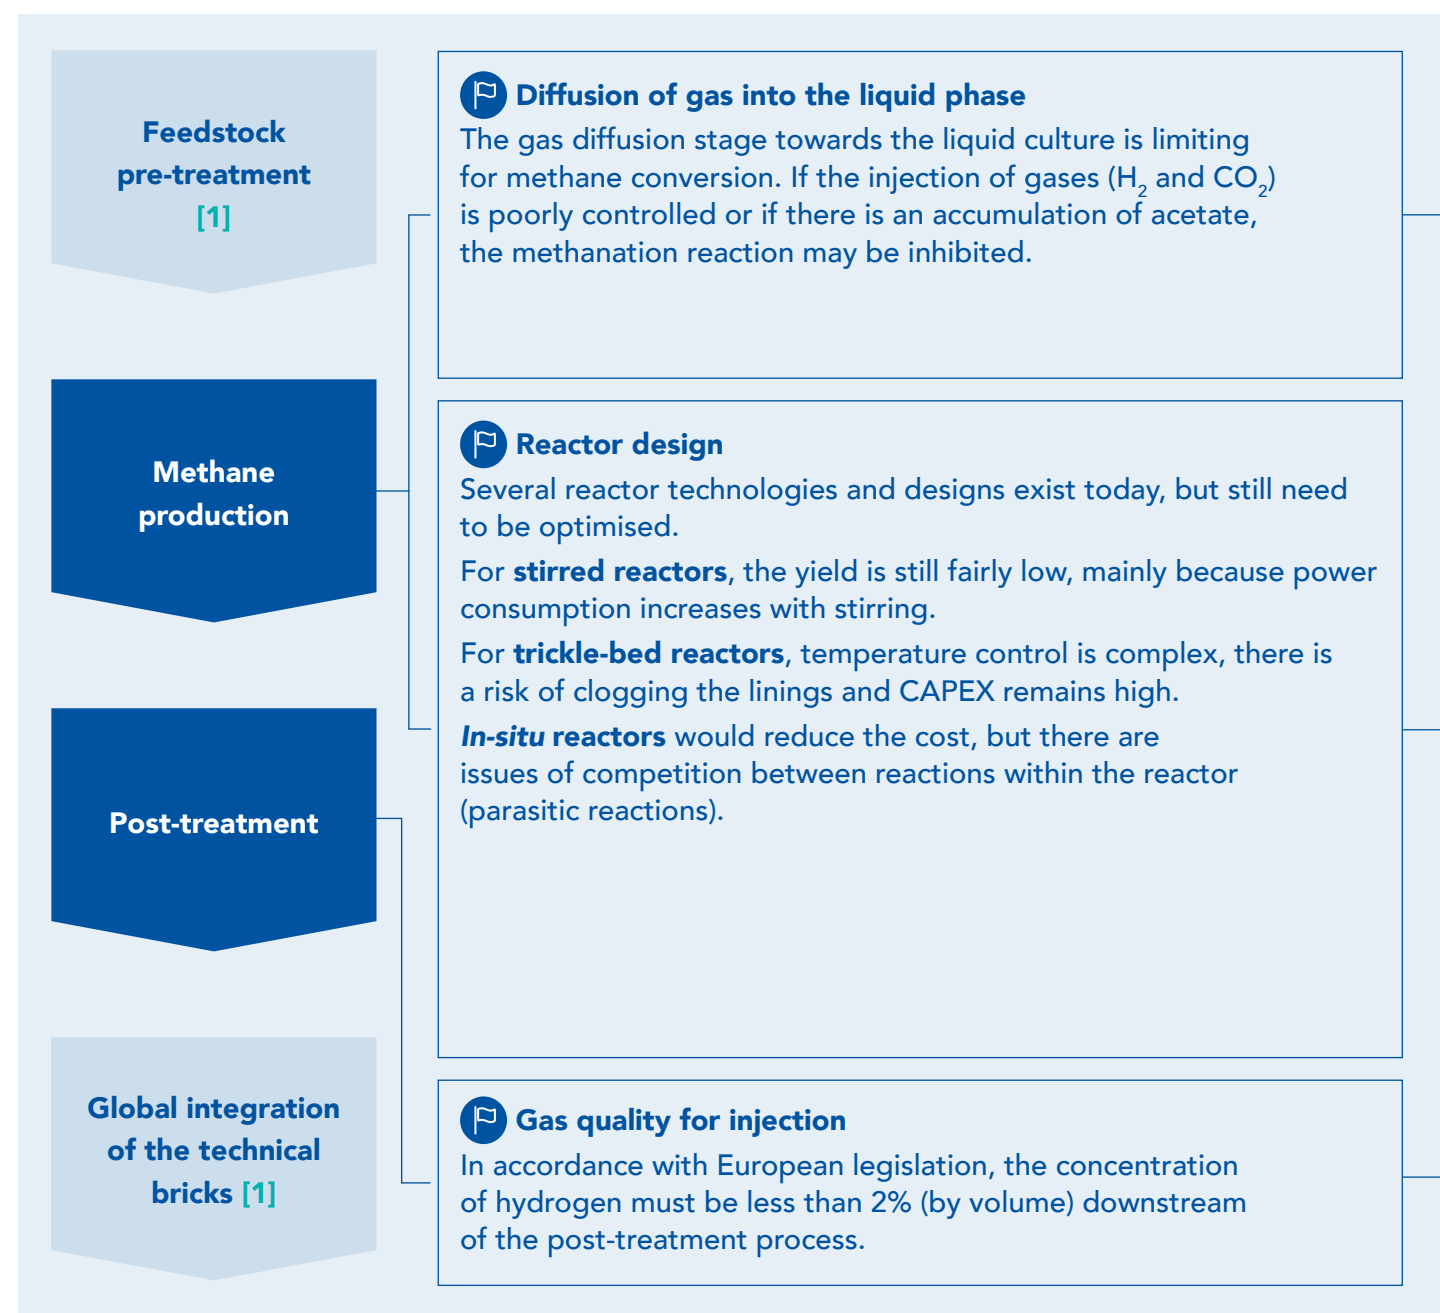 Feedstock
pre-treatment
[1]
Methane
production
Post-treatment
Global integration
of the technical
bricks [1]
Diffusion of gas into the liquid phase
The gas diffusion stage towards the liquid culture is limiting
for methane conversion. If the injection of gases (H₂ and CO₂)
is poorly controlled or if there is an accumulation of acetate,
the methanation reaction may be inhibited.
Reactor design
Several reactor technologies and designs exist today, but still need
to be optimised.
For stirred reactors, the yield is still fairly low, mainly because power
consumption increases with stirring.
For trickle-bed reactors, temperature control is complex, there is
a risk of clogging the linings and CAPEX remains high.
In-situ reactors would reduce the cost, but there are
issues of competition between reactions within the reactor
(parasitic reactions).
Gas quality for injection
In accordance with European legislation, the concentration
of hydrogen must be less than 2% (by volume) downstream
of the post-treatment process.